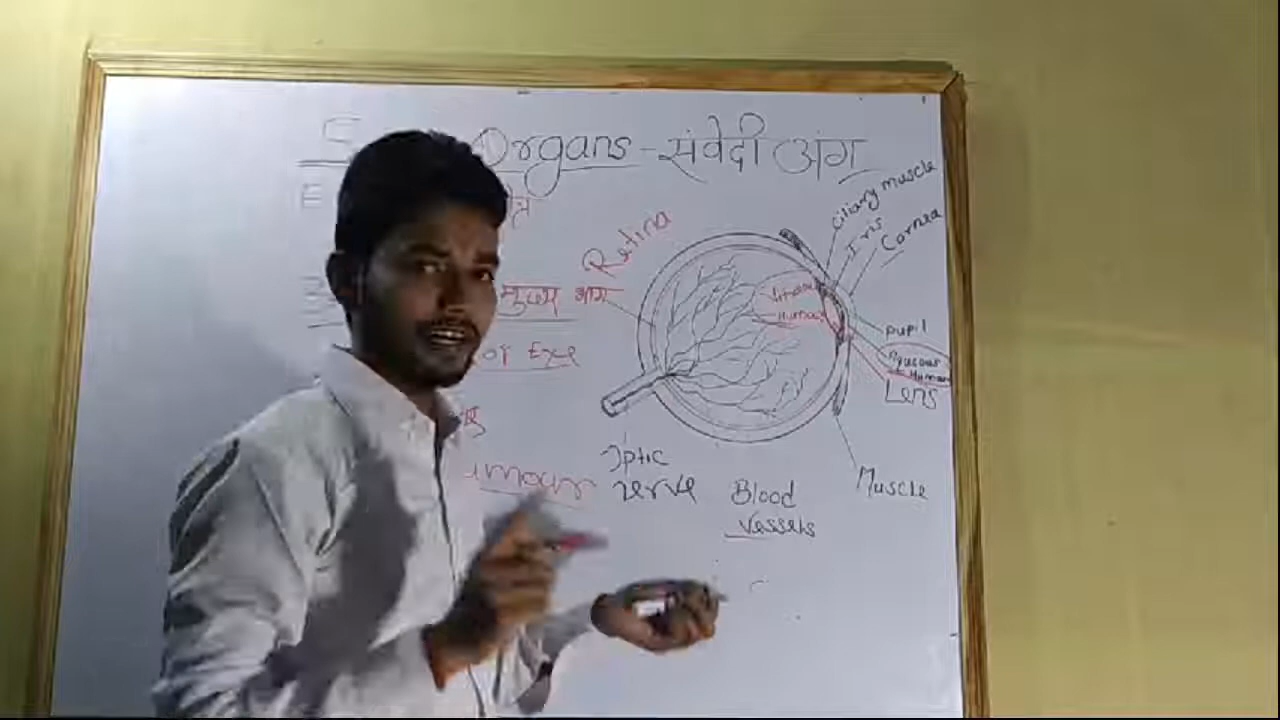 Organs - संवेदी अंग
Retina
Ciliary muscle
Iris
Cornea
मुख्य भाग
Vitreous
Humour
pupil
Aqueous
Humour
Lens
of Eye
Optic
nerve
Blood
Vessels
Muscle